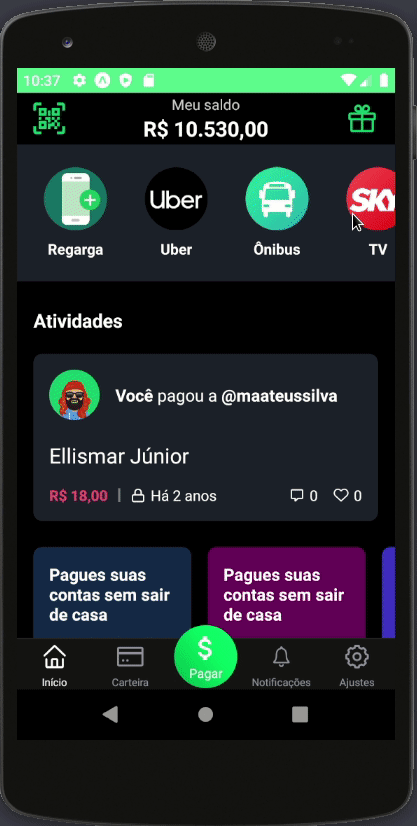 10:37
Meu saldo
R$ 10.530,00
Uber
SKY
Regarga
Uber
Ônibus
TV
Atividades
Você pagou a @maateussilva
Ellismar Júnior
R$ 18,00 | Há 2 anos 0 0
Pagues suas
contas sem sair
de casa
Pagues suas
contas sem sair
de casa
$
Pagar
Início
Carteira
Notificações
Ajustes